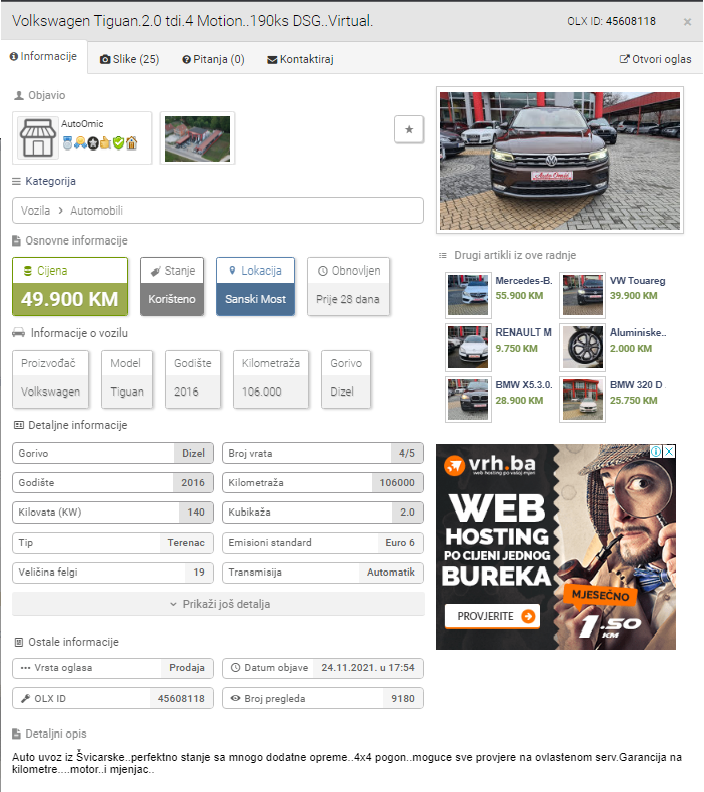 Volkswagen Tiguan.2.0 tdi.4 Motion..190ks DSG..Virtual.
OLX ID: 45608118
×
Informacije
Slike (25)
Pitanja (0)
Kontaktiraj
Otvori oglas
Objavio
AutoOmic
Kategorija
Vozila › Automobili
Osnovne informacije
Cijena
49.900 KM
Stanje
Korišteno
Lokacija
Sanski Most
Obnovljen
Prije 28 dana
Informacije o vozilu
Proizvođač
Volkswagen
Model
Tiguan
Godište
2016
Kilometraža
106.000
Gorivo
Dizel
Detaljne informacije
Gorivo Dizel
Broj vrata 4/5
Godište 2016
Kilometraža 106000
Kilovata (KW) 140
Kubikaža 2.0
Tip Terenac
Emisioni standard Euro 6
Veličina felgi 19
Transmisija Automatik
Prikaži još detalja
Ostale informacije
Vrsta oglasa Prodaja
Datum objave 24.11.2021. u 17:54
OLX ID 45608118
Broj pregleda 9180
Detaljni opis
Auto uvoz iz Švicarske..perfektno stanje sa mnogo dodatne opreme..4x4 pogon..moguce sve provjere na ovlastenom serv.Garancija na
kilometre....motor..i mjenjac..
Auto Omić
Drugi artikli iz ove radnje
Mercedes-B.
55.900 KM
VW Touareg
39.900 KM
RENAULT M
9.750 KM
Aluminiske..
2.000 KM
BMW X5.3.0.
28.900 KM
BMW 320 D
25.750 KM
vrh.ba
web hosting po vašoj mjeri
WEB
HOSTING
PO CIJENI JEDNOG
BUREKA
MJESEČNO
1.50
KM
PROVJERITE